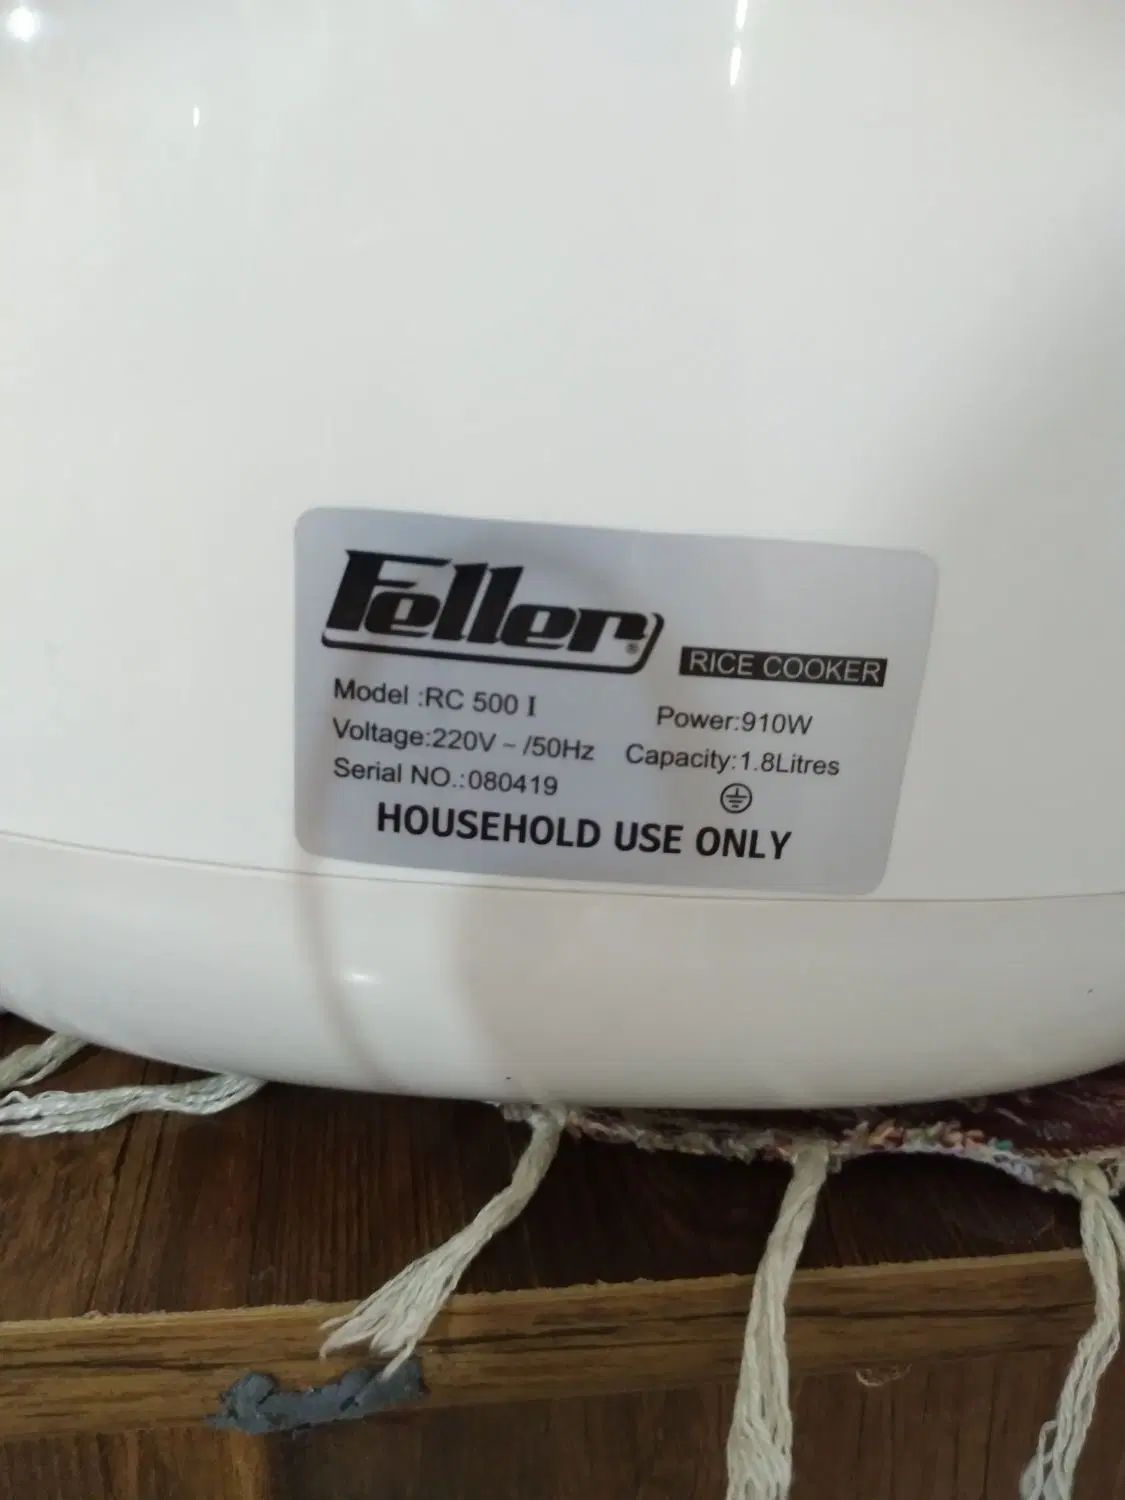 Feller®
RICE COOKER
Model :RC 500 I
Power:910W
Voltage:220V ~ /50Hz
Capacity:1.8Litres
Serial NO.:080419
HOUSEHOLD USE ONLY